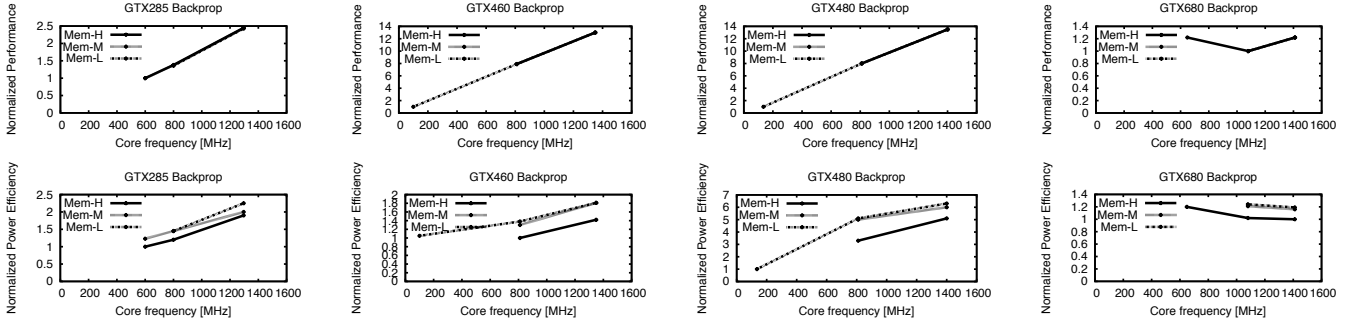 GTX285 Backprop
Normalized Performance
2.5
2
1.5
1
0.5
0
Mem-H
Mem-M
Mem-L
0 200 400 600 800 1000 1200 1400 1600
Core frequency [MHz]
GTX460 Backprop
Normalized Performance
14
12
10
8
6
4
2
0
Mem-H
Mem-M
Mem-L
0 200 400 600 800 1000 1200 1400 1600
Core frequency [MHz]
GTX480 Backprop
Normalized Performance
14
12
10
8
6
4
2
0
Mem-H
Mem-M
Mem-L
0 200 400 600 800 1000 1200 1400 1600
Core frequency [MHz]
GTX680 Backprop
Normalized Performance
1.4
1.2
1
0.8
0.6
0.4
0.2
0
Mem-H
Mem-M
Mem-L
0 200 400 600 800 1000 1200 1400 1600
Core frequency [MHz]
GTX285 Backprop
Normalized Power Efficiency
2.5
2
1.5
1
0.5
0
Mem-H
Mem-M
Mem-L
0 200 400 600 800 1000 1200 1400 1600
Core frequency [MHz]
GTX460 Backprop
Normalized Power Efficiency
2
1.8
1.6
1.4
1.2
1
0.8
0.6
0.4
0.2
0
Mem-H
Mem-M
Mem-L
0 200 400 600 800 1000 1200 1400 1600
Core frequency [MHz]
GTX480 Backprop
Normalized Power Efficiency
7
6
5
4
3
2
1
0
Mem-H
Mem-M
Mem-L
0 200 400 600 800 1000 1200 1400 1600
Core frequency [MHz]
GTX680 Backprop
Normalized Power Efficiency
1.4
1.2
1
0.8
0.6
0.4
0.2
0
Mem-H
Mem-M
Mem-L
0 200 400 600 800 1000 1200 1400 1600
Core frequency [MHz]